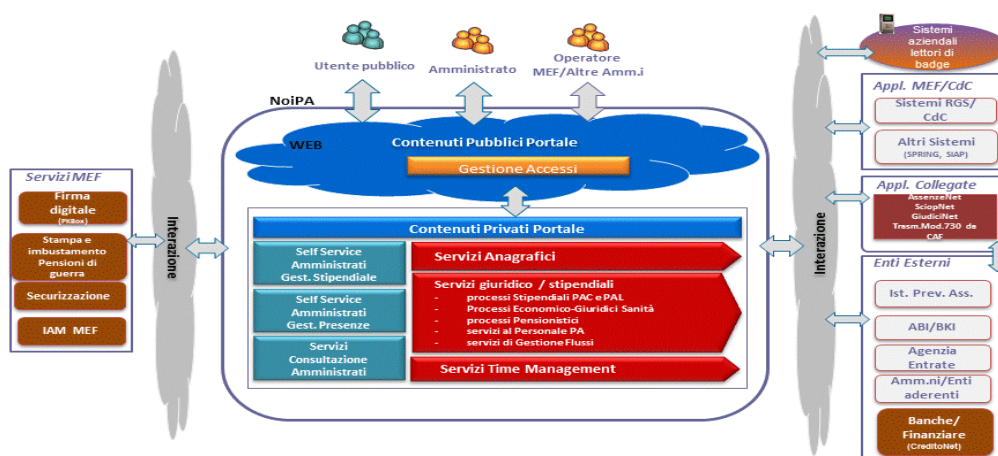 Utente pubblico
Amministrato
Operatore
MEF/Altre Amm.i
NoiPA
WEB
Contenuti Pubblici Portale
Gestione Accessi
Contenuti Privati Portale
Self Service
Amministrati
Gest. Stipendiale
Self Service
Amministrati
Gest. Presenze
Servizi
Consultazione
Amministrati
Servizi Anagrafici
Servizi giuridico / stipendiali
- processi Stipendiali PAC e PAL
- Processi Economico-Giuridici Sanità
- processi Pensionistici
- servizi al Personale PA
- servizi di Gestione Flussi
Servizi Time Management
Servizi MEF
Firma
digitale
(PKBox)
Stampa e
imbustamento
Pensioni di
guerra
Securizzazione
IAM MEF
Interazione
Interazione
Sistemi
aziendali
lettori di
badge
Appl. MEF/CdC
Sistemi RGS/
CdC
Altri Sistemi
(SPRING, SIAP)
Appl. Collegate
AssenzeNet
SciopNet
GiudiciNet
Trasm.Mod.730 da
CAF
Enti Esterni
Ist. Prev. Ass.
ABI/BKI
Agenzia
Entrate
Amm.ni/Enti
aderenti
Banche/
Finanziare
(CreditoNet)